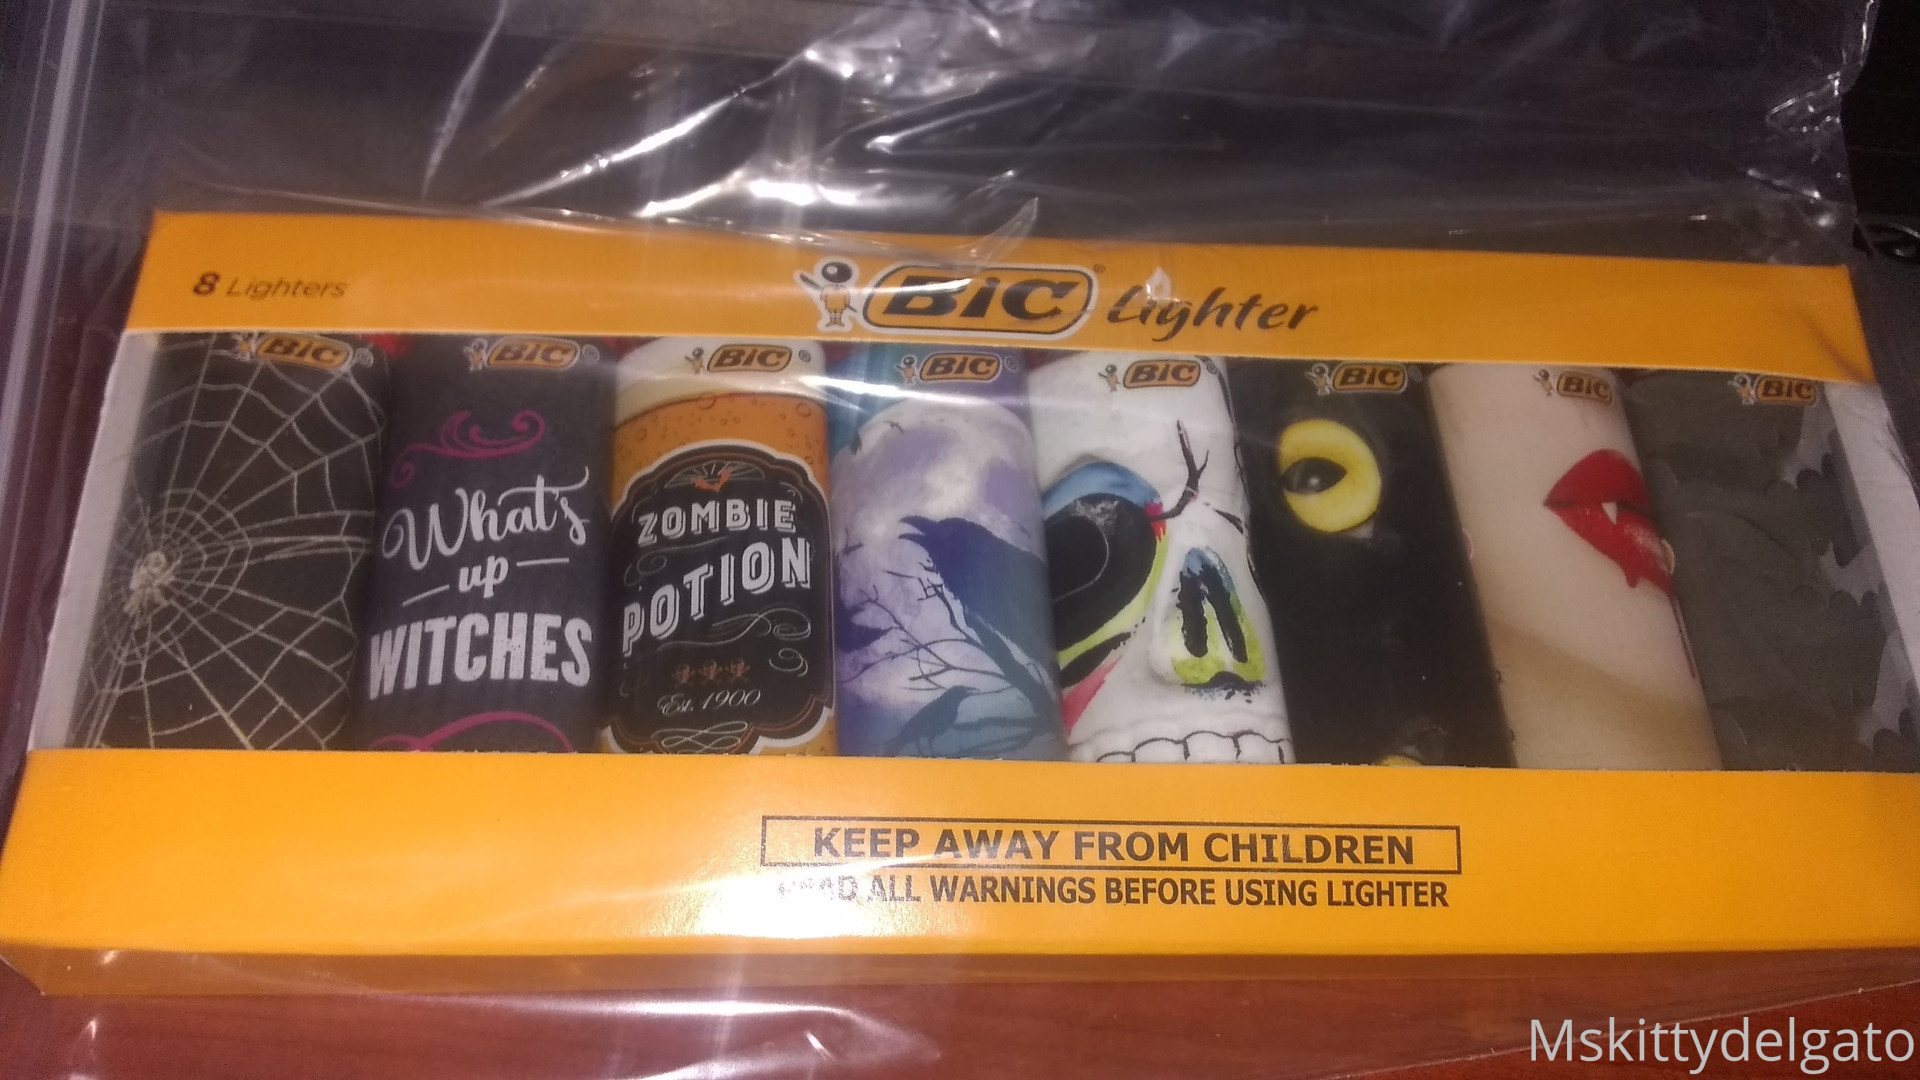 8 Lighters
BiC® Lighter
BiC®
BiC®
BiC®
BiC®
BiC®
BiC®
BiC®
BiC®
What's
up
WITCHES
ZOMBIE
POTION
Est. 1900
KEEP AWAY FROM CHILDREN
READ ALL WARNINGS BEFORE USING LIGHTER
Mskittydelgato